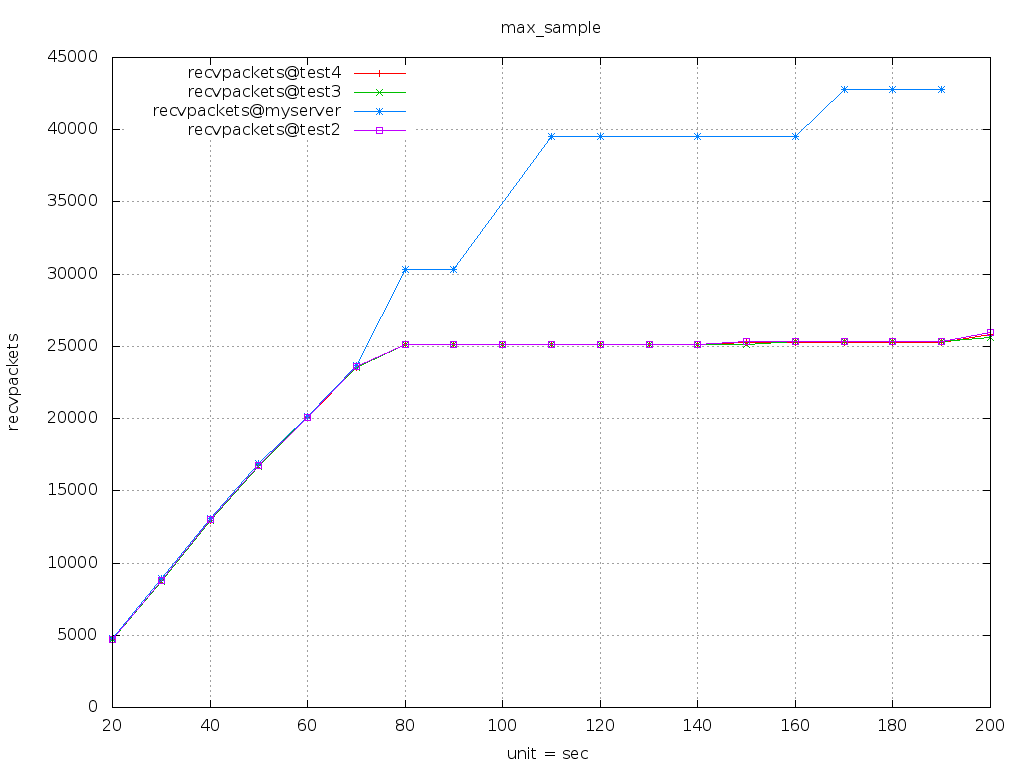 max_sample
45000
40000
35000
30000
25000
20000
15000
10000
5000
0
recvpackets@test4
recvpackets@test3
recvpackets@myserver
recvpackets@test2
recvpackets
20 40 60 80 100 120 140 160 180 200
unit = sec